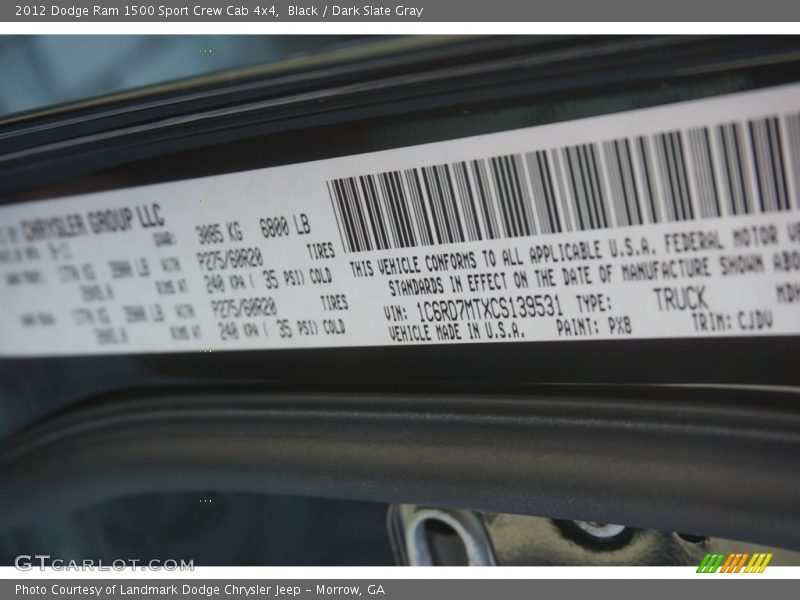 2012 Dodge Ram 1500 Sport Crew Cab 4x4, Black / Dark Slate Gray
CHRYSLER GROUP LLC
3085 KG 6800 LB
P275/60R20 TIRES
240 KPA ( 35 PSI) COLD
P275/60R20 TIRES
240 KPA ( 35 PSI) COLD
THIS VEHICLE CONFORMS TO ALL APPLICABLE U.S.A. FEDERAL MOTOR
STANDARDS IN EFFECT ON THE DATE OF MANUFACTURE SHOWN ABO
VIN: 1C6RD7MTXCS139531 TYPE: TRUCK MDH
VEHICLE MADE IN U.S.A. PAINT: PX8 TRIM: CJDV
GTCARLOT.COM
Photo Courtesy of Landmark Dodge Chrysler Jeep – Morrow, GA